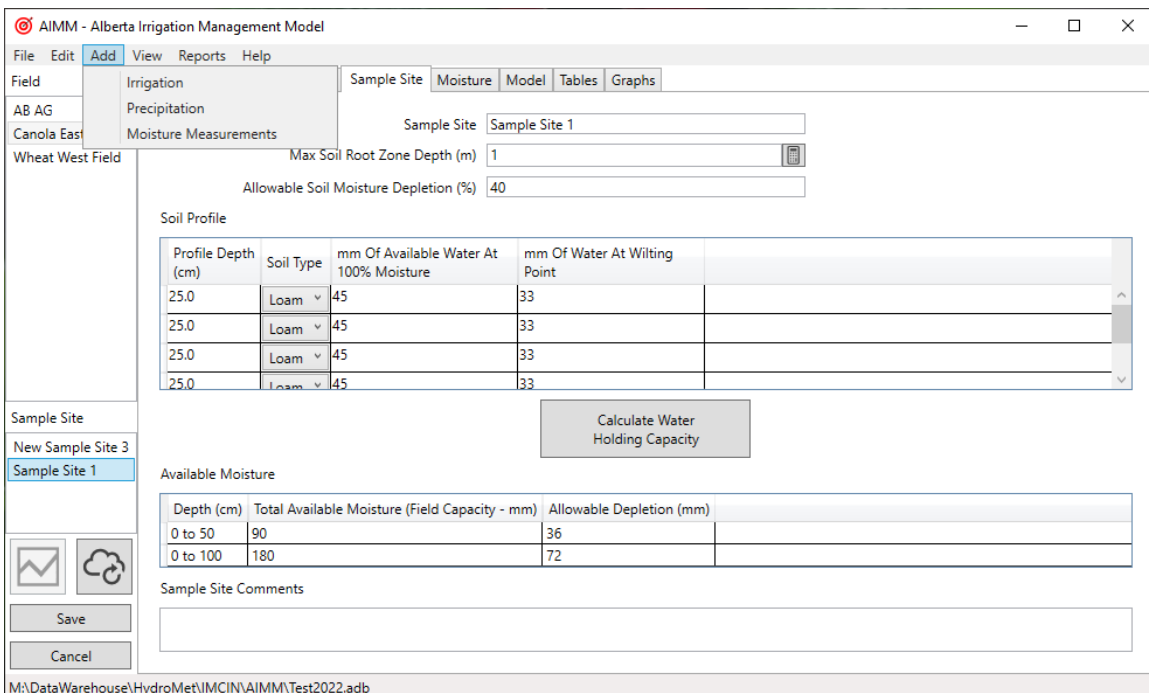 AIMM - Alberta Irrigation Management Model
File Edit Add View Reports Help
Field
Irrigation
Precipitation
Moisture Measurements
AB AG
Canola East
Wheat West Field
Sample Site Moisture Model Tables Graphs
Sample Site Sample Site 1
Max Soil Root Zone Depth (m) 1
Allowable Soil Moisture Depletion (%) 40
Soil Profile
Profile Depth (cm) Soil Type mm Of Available Water At 100% Moisture mm Of Water At Wilting Point
25.0 Loam 45 33
25.0 Loam 45 33
25.0 Loam 45 33
25.0 Loam 45 33
Calculate Water
Holding Capacity
Sample Site
New Sample Site 3
Sample Site 1
Available Moisture
Depth (cm) Total Available Moisture (Field Capacity - mm) Allowable Depletion (mm)
0 to 50 90 36
0 to 100 180 72
Sample Site Comments
Save
Cancel
M:\DataWarehouse\HydroMet\IMCIN\AIMM\Test2022.adb